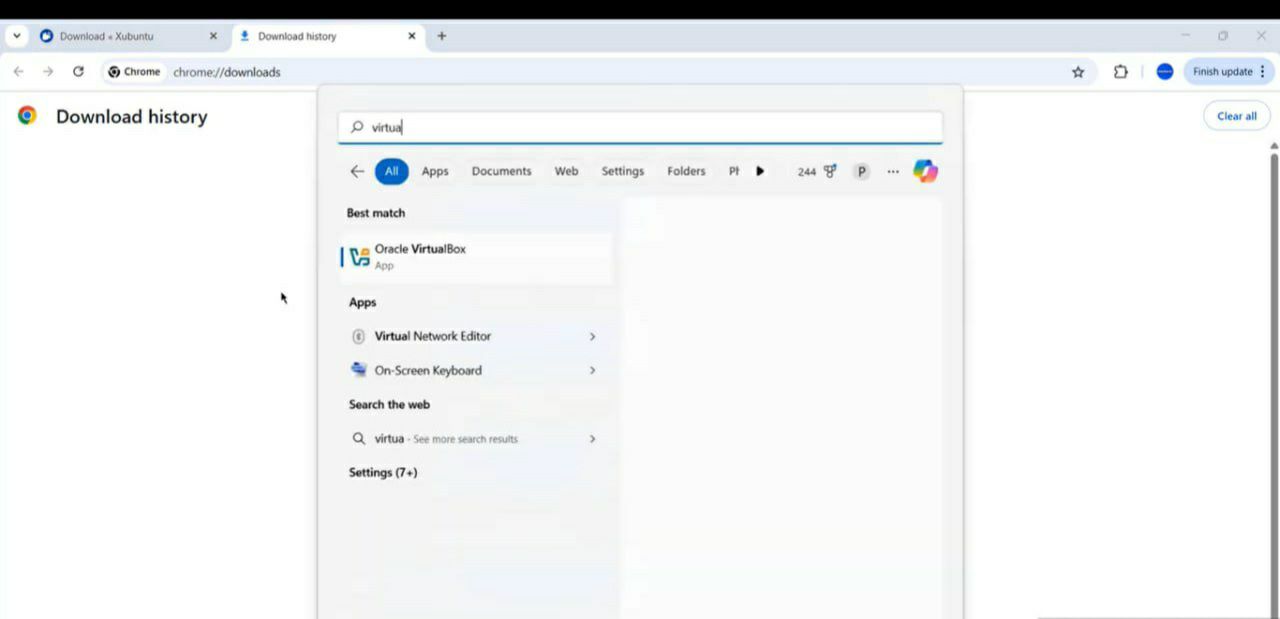 Download « Xubuntu
Download history
Chrome
chrome://downloads
Finish update
Download history
Clear all
virtua
All Apps Documents Web Settings Folders 244 P
Best match
Oracle VirtualBox
App
Apps
Virtual Network Editor
On-Screen Keyboard
Search the web
virtua - See more search results
Settings (7+)